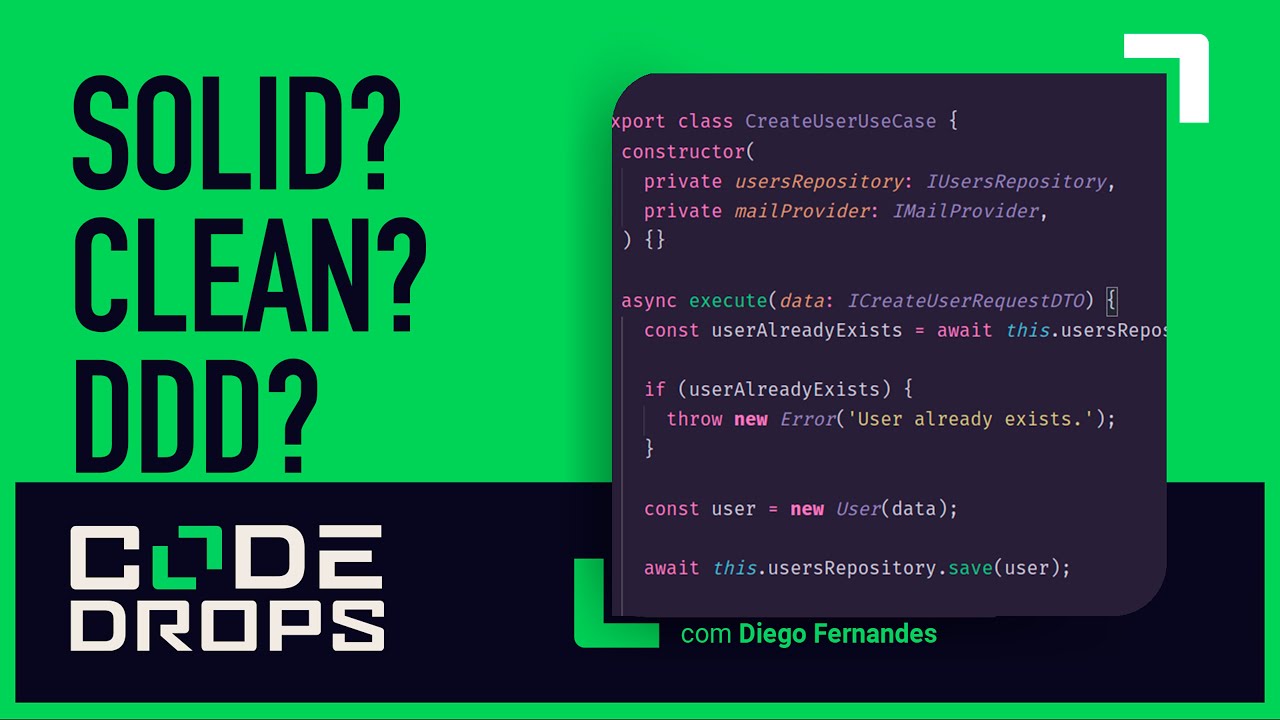 SOLID?
CLEAN?
DDD?
CODE
DROPS
xport class CreateUserUseCase {
constructor(
private usersRepository: IUsersRepository,
private mailProvider: IMailProvider,
) {}
async execute(data: ICreateUserRequestDTO) {
const userAlreadyExists = await this.usersRepos
if (userAlreadyExists) {
throw new Error('User already exists.');
}
const user = new User(data);
await this.usersRepository.save(user);
com Diego Fernandes